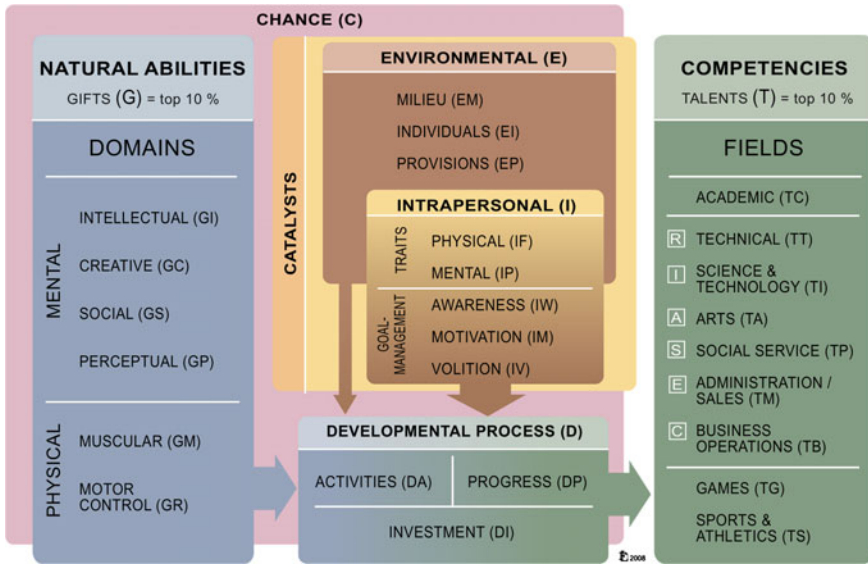 CHANCE (C)
NATURAL ABILITIES
GIFTS (G) = top 10 %
DOMAINS
MENTAL
INTELLECTUAL (GI)
CREATIVE (GC)
SOCIAL (GS)
PERCEPTUAL (GP)
PHYSICAL
MUSCULAR (GM)
MOTOR
CONTROL (GR)
CATALYSTS
ENVIRONMENTAL (E)
MILIEU (EM)
INDIVIDUALS (EI)
PROVISIONS (EP)
INTRAPERSONAL (I)
TRAITS
PHYSICAL (IF)
MENTAL (IP)
GOAL-
MANAGEMENT
AWARENESS (IW)
MOTIVATION (IM)
VOLITION (IV)
DEVELOPMENTAL PROCESS (D)
ACTIVITIES (DA)
PROGRESS (DP)
INVESTMENT (DI)
COMPETENCIES
TALENTS (T) = top 10 %
FIELDS
ACADEMIC (TC)
R TECHNICAL (TT)
I SCIENCE &
TECHNOLOGY (TI)
A ARTS (TA)
S SOCIAL SERVICE (TP)
E ADMINISTRATION /
SALES (TM)
C BUSINESS
OPERATIONS (TB)
GAMES (TG)
SPORTS &
ATHLETICS (TS)
2008